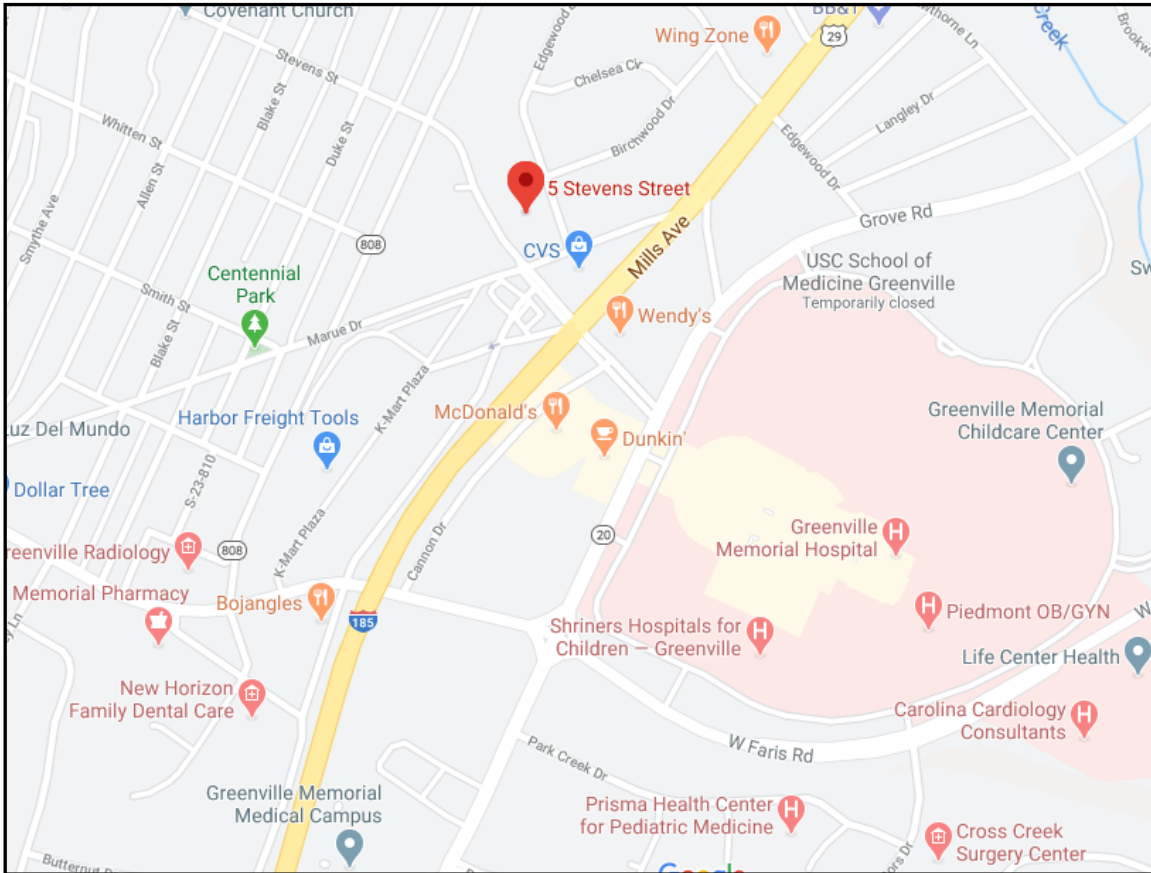 Covenant Church
BB&T
Wing Zone
29
Creek
Stevens St
Edgewood
Chelsea Cir
Blake St
Whitten St
Duke St
Birchwood Dr
Langley Dr
Edgewood Dr
Allen St
5 Stevens Street
Smythe Ave
Grove Rd
808
CVS
Mills Ave
USC School of
Medicine Greenville
Temporarily closed
Centennial
Park
Smith St
Marue Dr
Wendy's
Blake St
K-Mart Plaza
McDonald's
Dunkin'
Greenville Memorial
Childcare Center
Luz Del Mundo
Harbor Freight Tools
Dollar Tree
S-23-810
K-Mart Plaza
20
Greenville
Memorial Hospital
Cannon Dr
808
reenville Radiology
Memorial Pharmacy
Bojangles
185
Shriners Hospitals for
Children — Greenville
Piedmont OB/GYN
Life Center Health
New Horizon
Family Dental Care
Carolina Cardiology
Consultants
W Faris Rd
Park Creek Dr
Greenville Memorial
Medical Campus
Prisma Health Center
for Pediatric Medicine
Cross Creek
Surgery Center
Butternut
Google